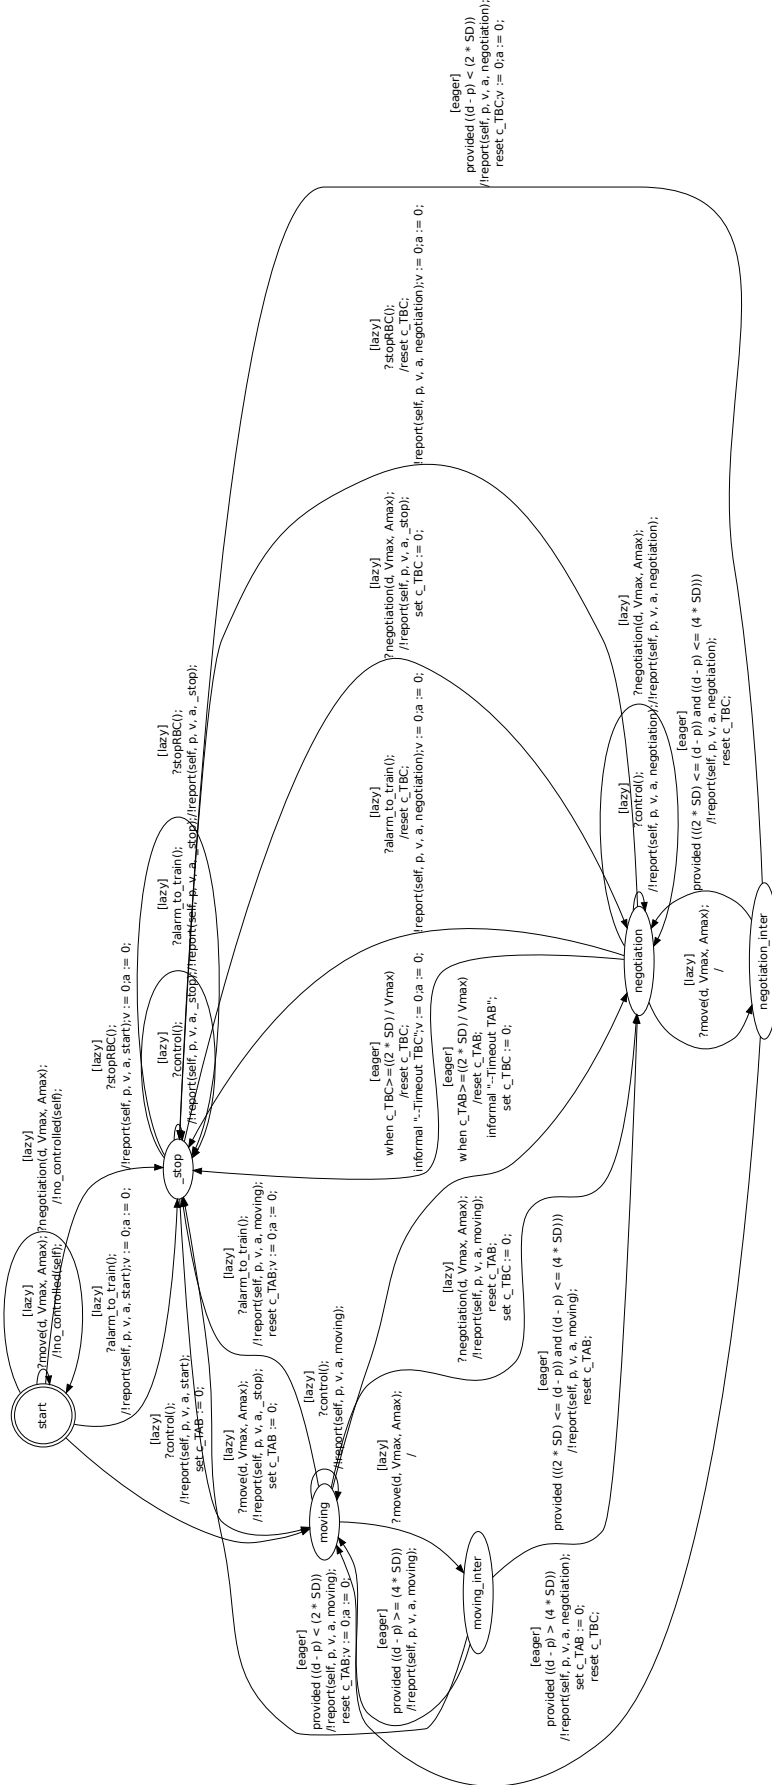 [eager]
provided ((d - p) < (2 * SD))
/!report(self, p, v, a, negotiation);
reset c_TBC;v := 0;a := 0;
[lazy]
?stopRBC();
/reset c_TBC;
!report(self, p, v, a, negotiation);v := 0;a := 0;
[lazy]
?negotiation(d, Vmax, Amax);
/!report(self, p, v, a, _stop);
set c_TBC := 0;
[lazy]
?alarm_to_train();
/reset c_TBC;
!report(self, p, v, a, negotiation);v := 0;a := 0;
[eager]
when c_TBC>=((2 * SD)) / Vmax)
/reset c_TBC;
informal "--Timeout TBC";v := 0;a := 0;
[eager]
when c_TAB>=((2 * SD)) / Vmax)
/reset c_TAB;
informal "--Timeout TAB";
set c_TBC := 0;
[lazy]
?negotiation(d, Vmax, Amax);
/!report(self, p, v, a, negotiation);
[lazy]
?control();
/!report(self, p, v, a, negotiation);
[eager]
provided (((2 * SD) <= (d - p)) and ((d - p) <= (4 * SD)))
/!report(self, p, v, a, negotiation);
reset c_TBC;
[lazy]
?move(d, Vmax, Amax);
/
negotiation
negotiation_inter
[lazy]
?stopRBC();
/!report(self, p, v, a, _stop);
[lazy]
?alarm_to_train();
/!report(self, p, v, a, _stop);
[lazy]
?control();
/!report(self, p, v, a, _stop);
_stop
[lazy]
?stopRBC();
/!report(self, p, v, a, start);v := 0;a := 0;
[lazy]
?negotiation(d, Vmax, Amax);
/!no_controlled(self);
[lazy]
?move(d, Vmax, Amax);
/!no_controlled(self);
[lazy]
?alarm_to_train();
/!report(self, p, v, a, start);v := 0;a := 0;
start
[lazy]
?control();
/!report(self, p, v, a, start);
set c_TAB := 0;
[lazy]
?alarm_to_train();
/!report(self, p, v, a, moving);
reset c_TAB;v := 0;a := 0;
[lazy]
?move(d, Vmax, Amax);
/!report(self, p, v, a, _stop);
set c_TAB := 0;
[lazy]
?control();
/!report(self, p, v, a, moving);
[lazy]
?negotiation(d, Vmax, Amax);
/!report(self, p, v, a, moving);
reset c_TAB;
set c_TBC := 0;
[lazy]
?move(d, Vmax, Amax);
/
[eager]
provided (((2 * SD) <= (d - p)) and ((d - p) <= (4 * SD)))
/!report(self, p, v, a, moving);
reset c_TAB;
moving
moving_inter
[eager]
provided ((d - p) < (2 * SD))
/!report(self, p, v, a, moving);
reset c_TAB;v := 0;a := 0;
[eager]
provided ((d - p) >= (4 * SD))
/!report(self, p, v, a, moving);
[eager]
provided ((d - p) > (4 * SD))
/!report(self, p, v, a, negotiation);
set c_TAB := 0;
reset c_TBC;